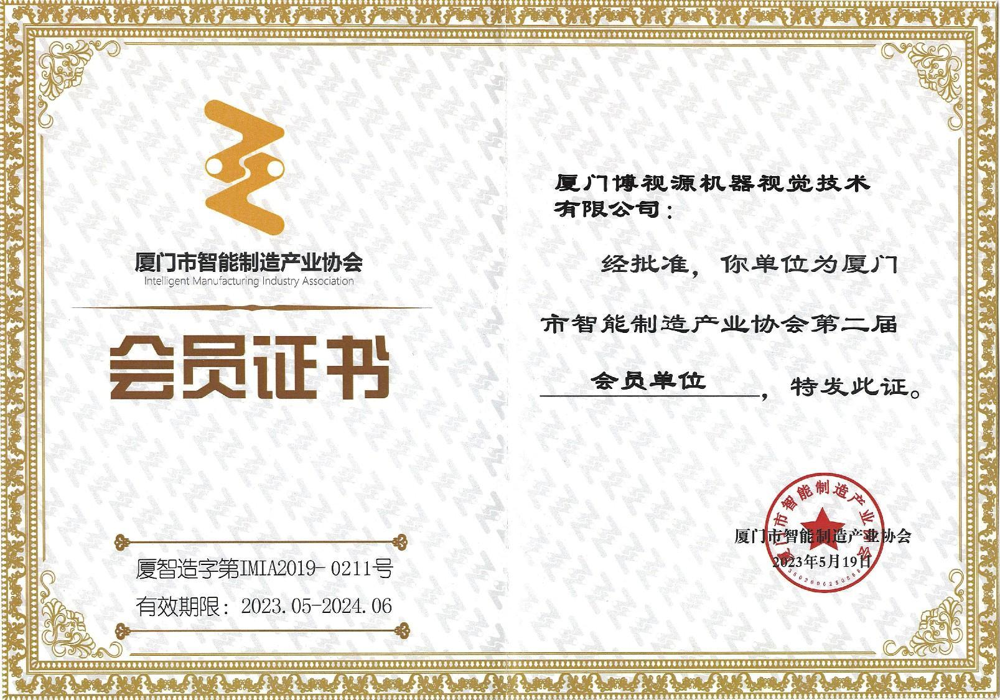 厦门市智能制造产业协会
Intelligent Manufacturing Industry Association
会员证书
厦智造字第IMIA2019- 0211号
有效期限：2023.05-2024.06
厦门博视源机器视觉技术
有限公司：
经批准，你单位为厦门
市智能制造产业协会第二届
会员单位，特发此证。
厦门市智能制造产业协会
厦门市智能制造产业协会
2023年5月19日